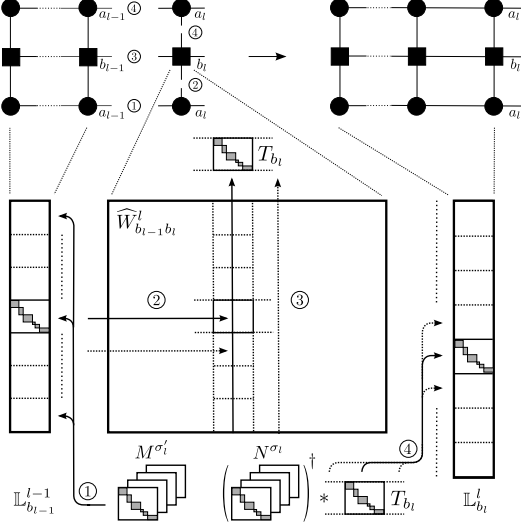 a_{l−1} ④ a_l a_l
④
b_{l−1} ③ b_l b_l
②
a_{l−1} ① a_l a_l
T_{b_l}
\widehat{W}^l_{b_{l−1}b_l}
② ③
M^{σ′_l} N^{σ_l} † ④
𝕃^{l−1}_{b_{l−1}} ① ( ) * T_{b_l} 𝕃^l_{b_l}